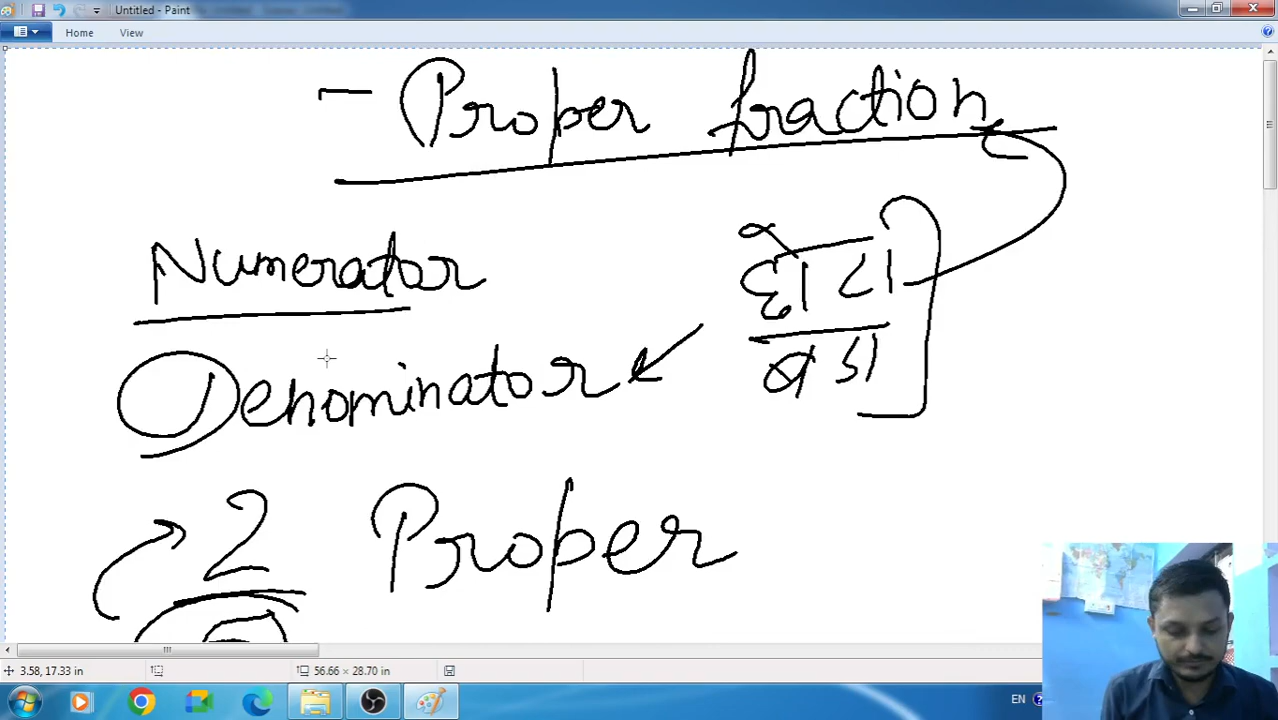 Untitled - Paint
Home View
- Proper fraction
Numerator
Denominator
2 Proper
3.58, 17.33 in
56.66 × 28.70 in
EN